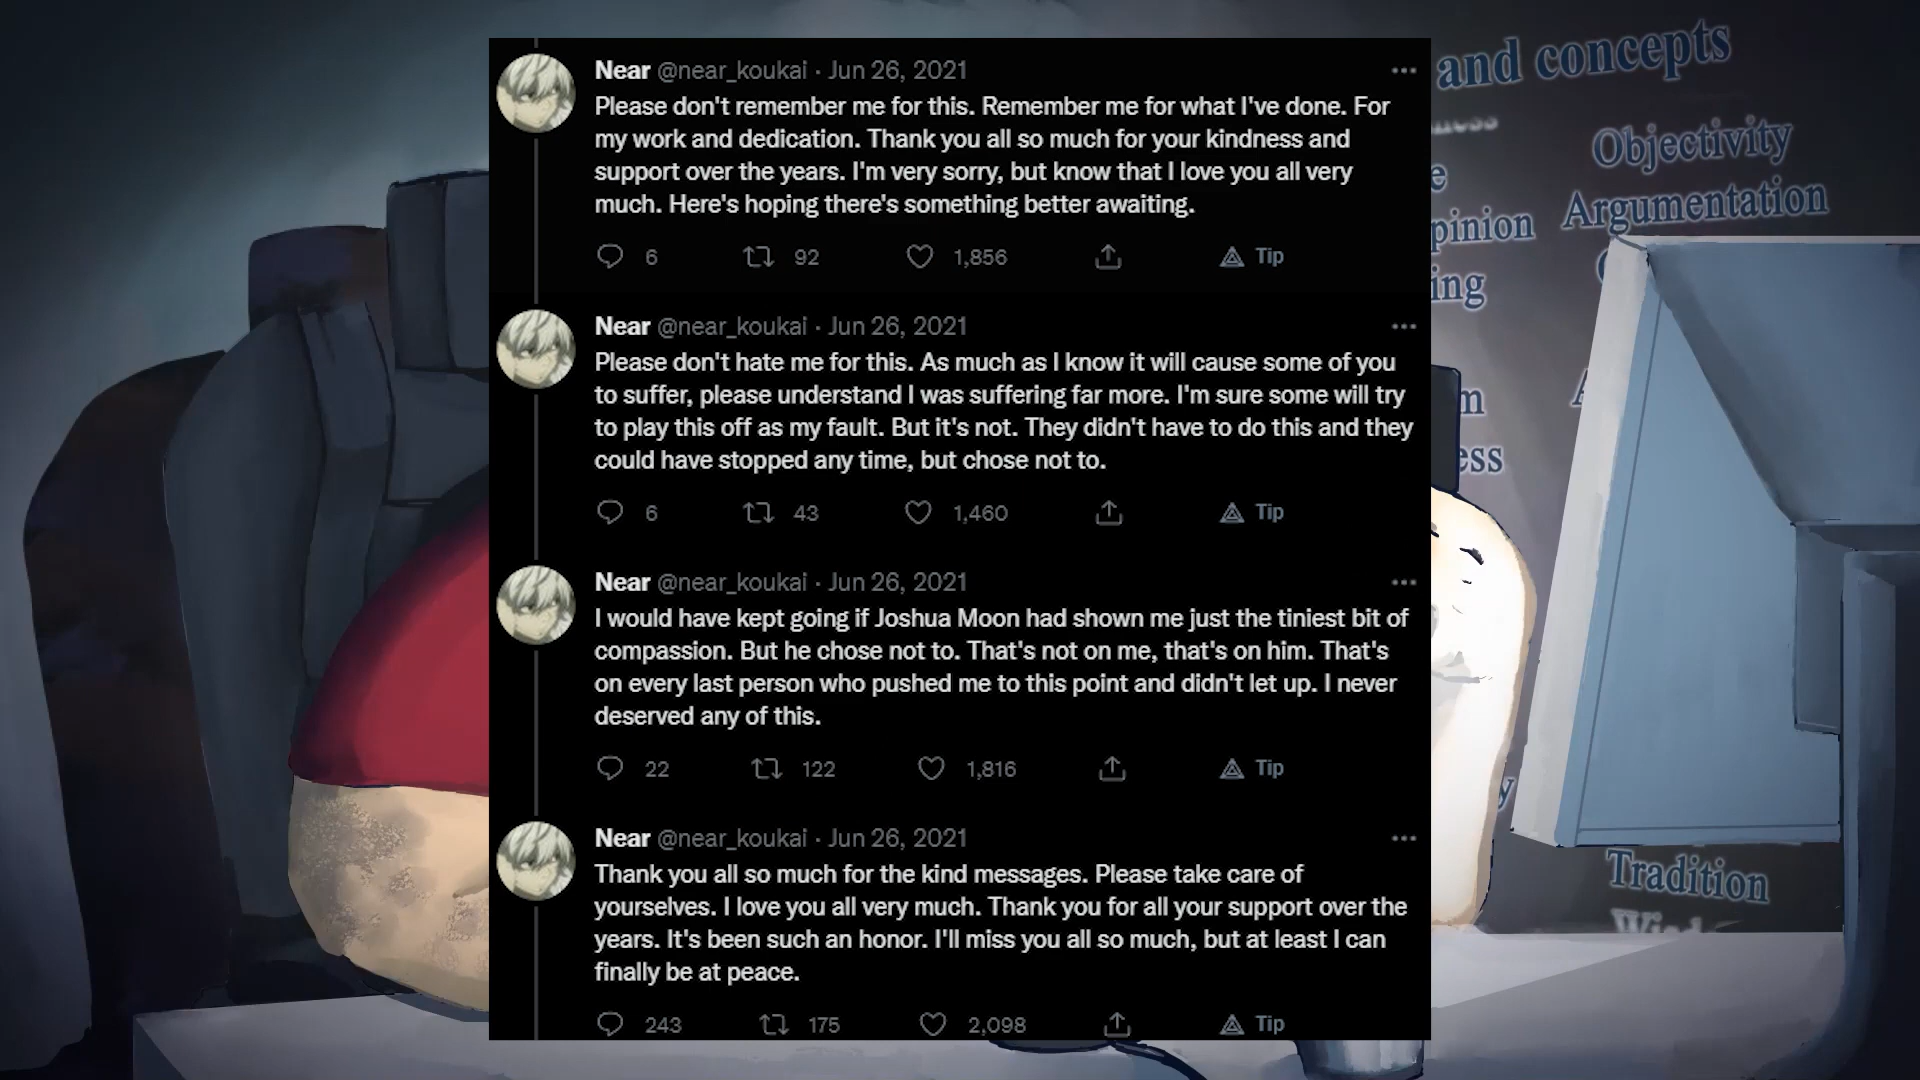 Near @near_koukai · Jun 26, 2021
Please don't remember me for this. Remember me for what I've done. For
my work and dedication. Thank you all so much for your kindness and
support over the years. I'm very sorry, but know that I love you all very
much. Here's hoping there's something better awaiting.
6 92 1,856 Tip
Near @near_koukai · Jun 26, 2021
Please don't hate me for this. As much as I know it will cause some of you
to suffer, please understand I was suffering far more. I'm sure some will try
to play this off as my fault. But it's not. They didn't have to do this and they
could have stopped any time, but chose not to.
6 43 1,460 Tip
Near @near_koukai · Jun 26, 2021
I would have kept going if Joshua Moon had shown me just the tiniest bit of
compassion. But he chose not to. That's not on me, that's on him. That's
on every last person who pushed me to this point and didn't let up. I never
deserved any of this.
22 122 1,816 Tip
Near @near_koukai · Jun 26, 2021
Thank you all so much for the kind messages. Please take care of
yourselves. I love you all very much. Thank you for all your support over the
years. It's been such an honor. I'll miss you all so much, but at least I can
finally be at peace.
243 175 2,098 Tip
and concepts
Objectivity
Argumentation
pinion
ing
ess
Tradition